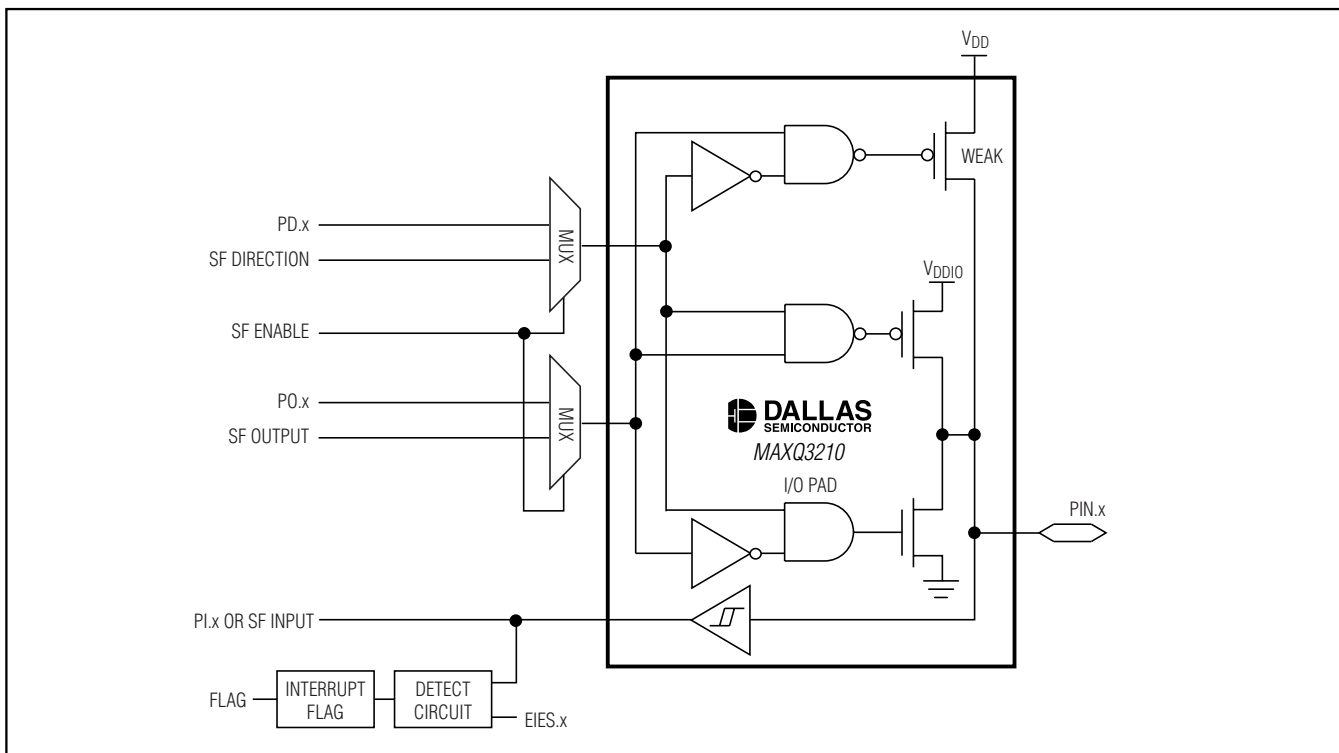 VDD
WEAK
PD.x
MUX
SF DIRECTION
VDDIO
SF ENABLE
PO.x
MUX
DALLAS
SEMICONDUCTOR
SF OUTPUT
MAXQ3210
I/O PAD
PIN.x
PI.x OR SF INPUT
FLAG
INTERRUPT
FLAG
DETECT
CIRCUIT
EIES.x